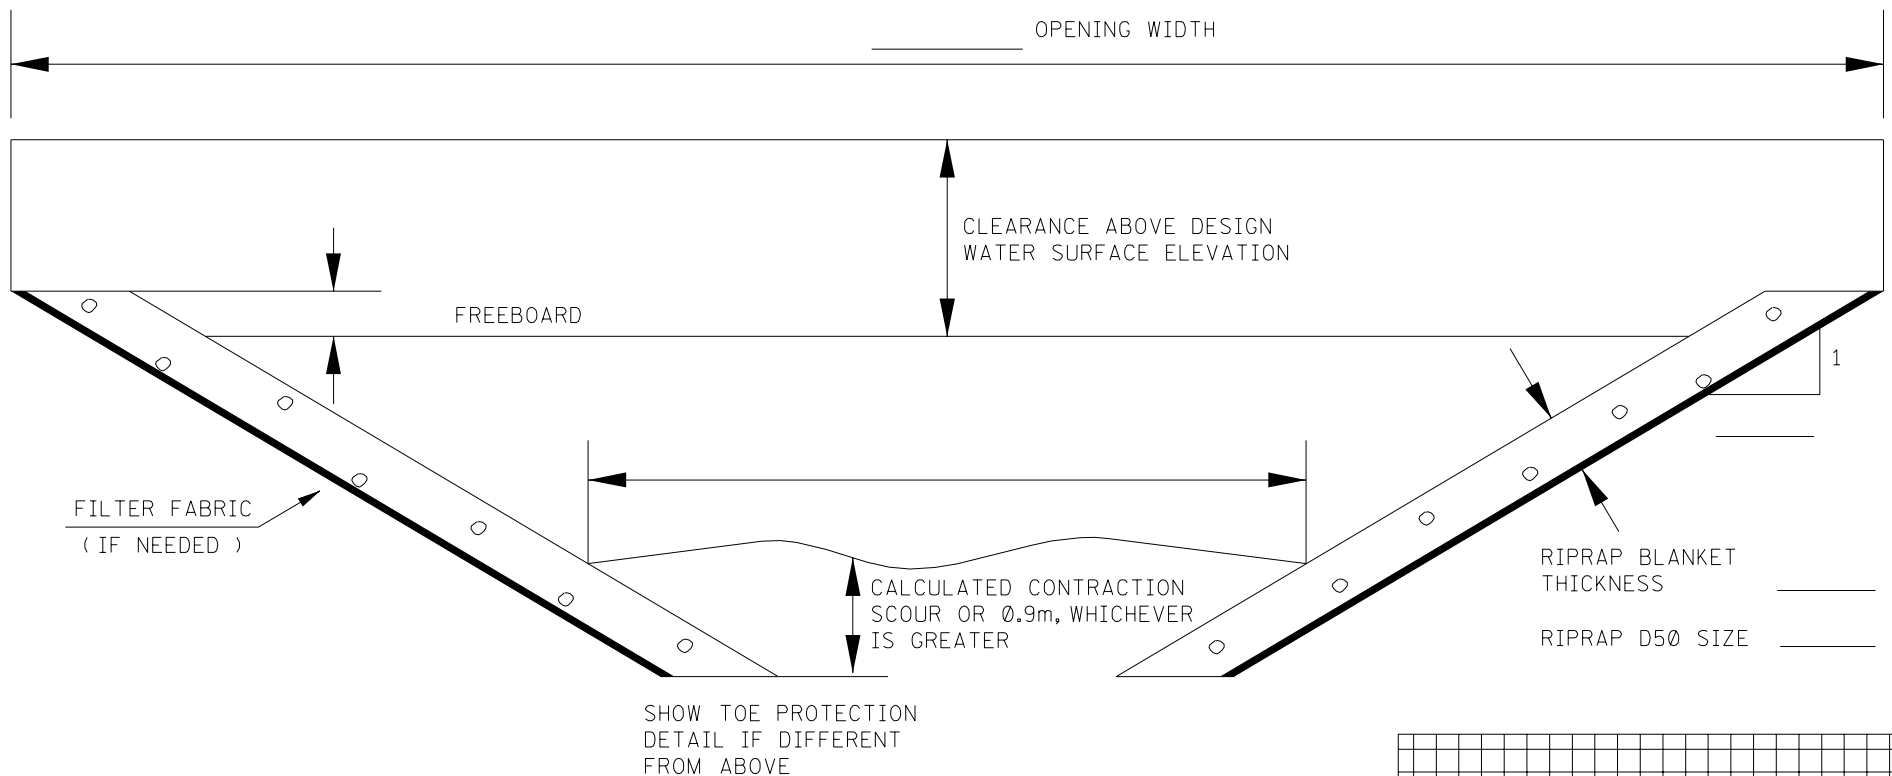 OPENING WIDTH
CLEARANCE ABOVE DESIGN
WATER SURFACE ELEVATION
FREEBOARD
1
FILTER FABRIC
( IF NEEDED )
RIPRAP BLANKET
THICKNESS
CALCULATED CONTRACTION
SCOUR OR 0.9m, WHICHEVER
IS GREATER
RIPRAP D50 SIZE
SHOW TOE PROTECTION
DETAIL IF DIFFERENT
FROM ABOVE